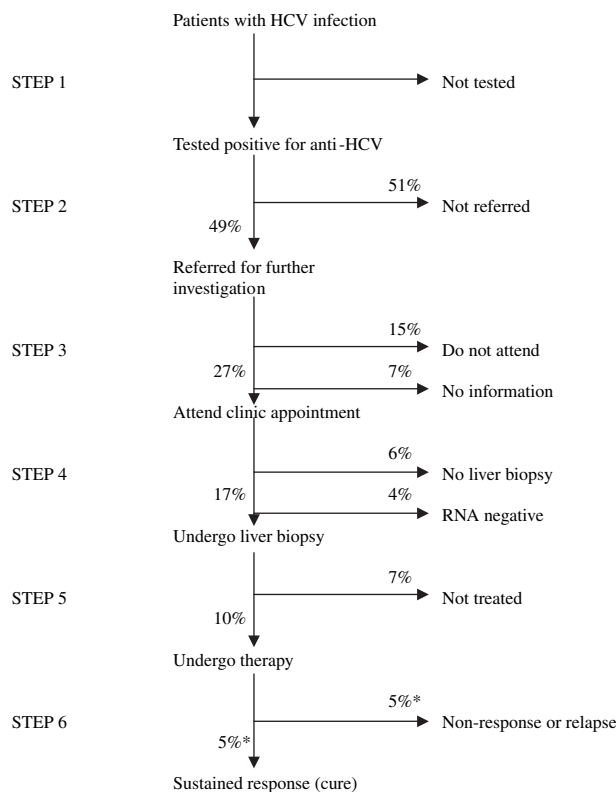 Patients with HCV infection
STEP 1
Not tested
Tested positive for anti-HCV
51%
STEP 2
Not referred
49%
Referred for further
investigation
15%
STEP 3
Do not attend
27%
7%
No information
Attend clinic appointment
6%
STEP 4
No liver biopsy
17%
4%
RNA negative
Undergo liver biopsy
7%
STEP 5
Not treated
10%
Undergo therapy
5%*
STEP 6
Non-response or relapse
5%*
Sustained response (cure)